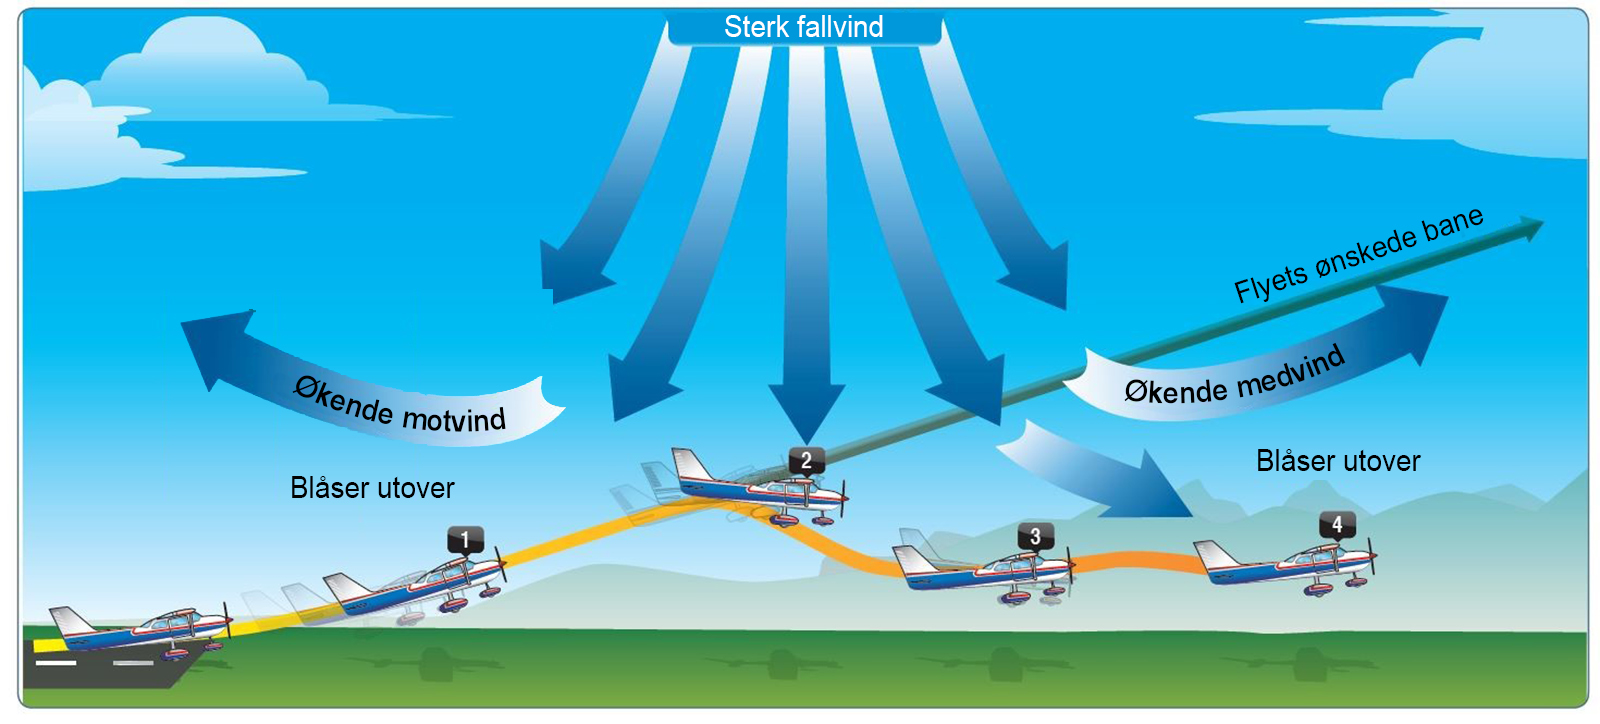 Sterk fallvind
Flyets ønskede bane
Økende motvind
Økende medvind
Blåser utover
Blåser utover
1
2
3
4